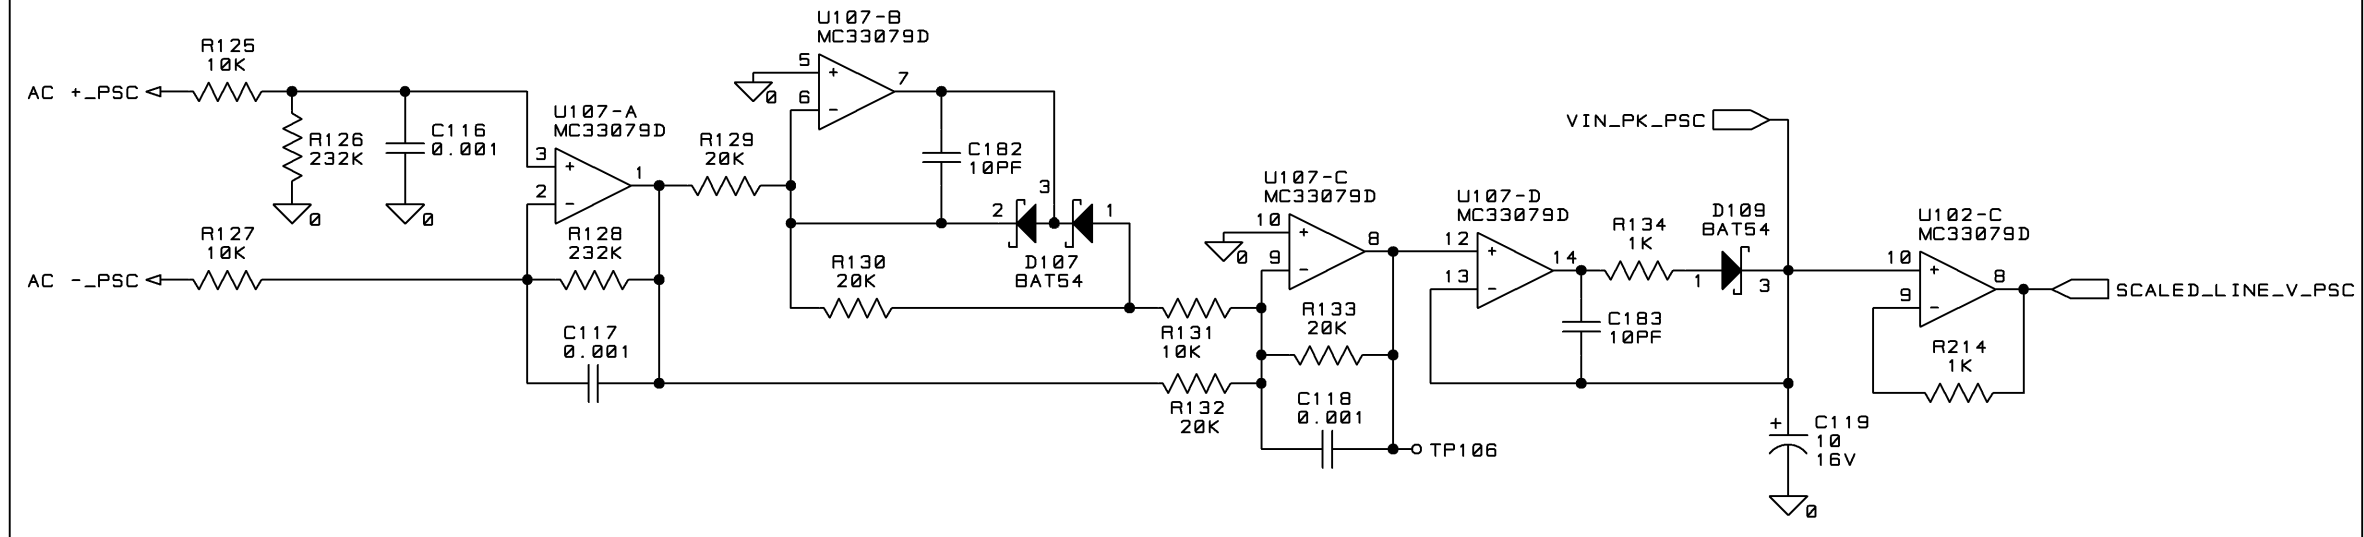 AC +_PSC
R125
10K
R126
232K
C116
0.001
AC -_PSC
R127
10K
U107-A
MC33079D
3
2
1
R128
232K
C117
0.001
R129
20K
U107-B
MC33079D
5
6
7
0
0
0
C182
10PF
2
3
1
D107
BAT54
R130
20K
R131
10K
R132
20K
U107-C
MC33079D
10
9
8
0
R133
20K
C118
0.001
TP106
U107-D
MC33079D
12
13
14
C183
10PF
R134
1K
D109
BAT54
1
3
VIN_PK_PSC
+
C119
10
16V
0
U102-C
MC33079D
10
9
8
R214
1K
SCALED_LINE_V_PSC